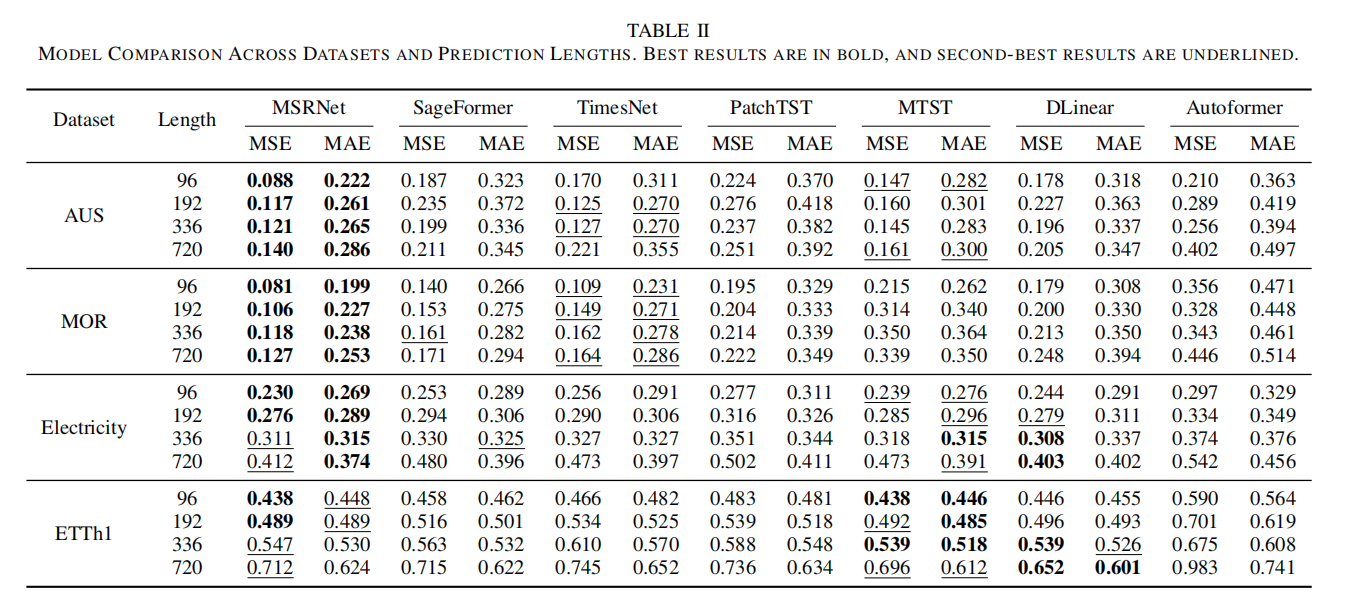 TABLE II
MODEL COMPARISON ACROSS DATASETS AND PREDICTION LENGTHS. BEST RESULTS ARE IN BOLD, AND SECOND-BEST RESULTS ARE UNDERLINED.
Dataset Length MSRNet SageFormer TimesNet PatchTST MTST DLinear Autoformer
MSE MAE MSE MAE MSE MAE MSE MAE MSE MAE MSE MAE MSE MAE
AUS
96 0.088 0.222 0.187 0.323 0.170 0.311 0.224 0.370 0.147 0.282 0.178 0.318 0.210 0.363
192 0.117 0.261 0.235 0.372 0.125 0.270 0.276 0.418 0.160 0.301 0.227 0.363 0.289 0.419
336 0.121 0.265 0.199 0.336 0.127 0.270 0.237 0.382 0.145 0.283 0.196 0.337 0.256 0.394
720 0.140 0.286 0.211 0.345 0.221 0.355 0.251 0.392 0.161 0.300 0.205 0.347 0.402 0.497
MOR
96 0.081 0.199 0.140 0.266 0.109 0.231 0.195 0.329 0.215 0.262 0.179 0.308 0.356 0.471
192 0.106 0.227 0.153 0.275 0.149 0.271 0.204 0.333 0.314 0.340 0.200 0.330 0.328 0.448
336 0.118 0.238 0.161 0.282 0.162 0.278 0.214 0.339 0.350 0.364 0.213 0.350 0.343 0.461
720 0.127 0.253 0.171 0.294 0.164 0.286 0.222 0.349 0.339 0.350 0.248 0.394 0.446 0.514
Electricity
96 0.230 0.269 0.253 0.289 0.256 0.291 0.277 0.311 0.239 0.276 0.244 0.291 0.297 0.329
192 0.276 0.289 0.294 0.306 0.290 0.306 0.316 0.326 0.285 0.296 0.279 0.311 0.334 0.349
336 0.311 0.315 0.330 0.325 0.327 0.327 0.351 0.344 0.318 0.315 0.308 0.337 0.374 0.376
720 0.412 0.374 0.480 0.396 0.473 0.397 0.502 0.411 0.473 0.391 0.403 0.402 0.542 0.456
ETTh1
96 0.438 0.448 0.458 0.462 0.466 0.482 0.483 0.481 0.438 0.446 0.446 0.455 0.590 0.564
192 0.489 0.489 0.516 0.501 0.534 0.525 0.539 0.518 0.492 0.485 0.496 0.493 0.701 0.619
336 0.547 0.530 0.563 0.532 0.610 0.570 0.588 0.548 0.539 0.518 0.539 0.526 0.675 0.608
720 0.712 0.624 0.715 0.622 0.745 0.652 0.736 0.634 0.696 0.612 0.652 0.601 0.983 0.741